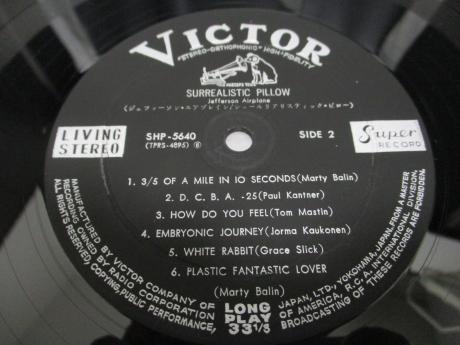 VICTOR
"STEREO-ORTHOPHONIC" HIGH-FIDELITY
SURREALISTIC PILLOW
Jefferson Airplane
(ジェファーソン・エアプレイン/シュールリアリスティック・ピロー)
LIVING STEREO
SHP-5640
(TPRS-4895) Ⓑ
SIDE 2
Super RECORD
1. 3/5 OF A MILE IN 10 SECONDS(Marty Balin)
2. D. C. B. A. -25(Paul Kantner)
3. HOW DO YOU FEEL(Tom Mastin)
4. EMBRYONIC JOURNEY(Jorma Kaukonen)
5. WHITE RABBIT(Grace Slick)
6. PLASTIC FANTASTIC LOVER
(Marty Balin)
LONG PLAY 33 1/3
MANUFACTURED BY VICTOR COMPANY OF JAPAN, LTD., YOKOHAMA, JAPAN. FROM A MASTER
RECORDING OWNED BY RADIO CORPORATION OF AMERICA, R.C.A. INTERNATIONAL DIVISION.
ALL RIGHTS RESERVED; COPYING, PUBLIC PERFORMANCE, BROADCASTING OF THESE RECORDS ARE FORBIDDEN.